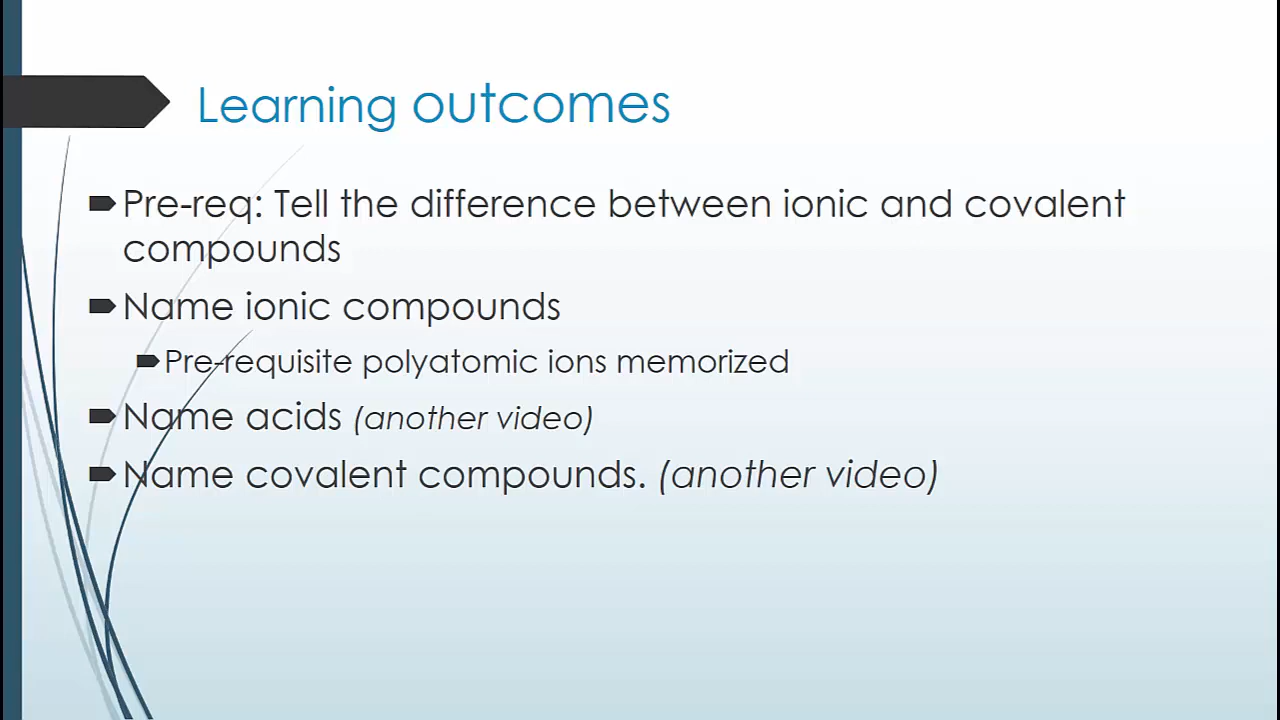 Learning outcomes
Pre-req: Tell the difference between ionic and covalent
compounds
Name ionic compounds
Pre-requisite polyatomic ions memorized
Name acids (another video)
Name covalent compounds. (another video)